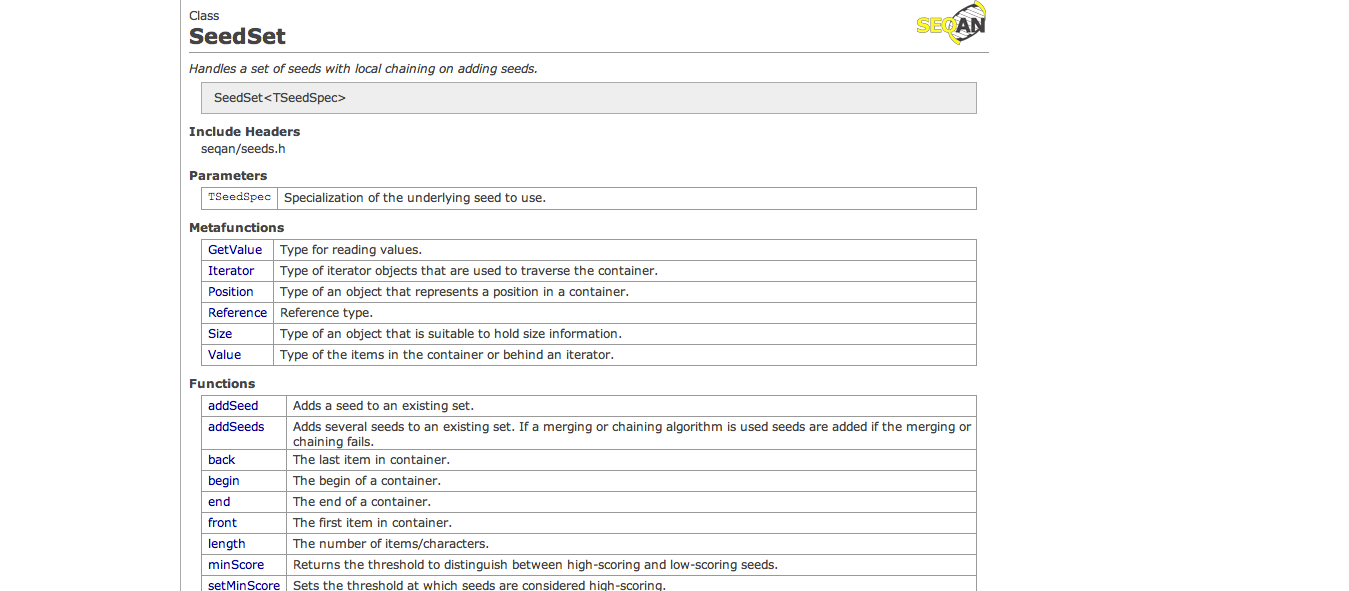 Class
SeedSet
SEQAN
Handles a set of seeds with local chaining on adding seeds.
SeedSet<TSeedSpec>
Include Headers
seqan/seeds.h
Parameters
TSeedSpec Specialization of the underlying seed to use.
Metafunctions
GetValue Type for reading values.
Iterator Type of iterator objects that are used to traverse the container.
Position Type of an object that represents a position in a container.
Reference Reference type.
Size Type of an object that is suitable to hold size information.
Value Type of the items in the container or behind an iterator.
Functions
addSeed Adds a seed to an existing set.
addSeeds Adds several seeds to an existing set. If a merging or chaining algorithm is used seeds are added if the merging or
chaining fails.
back The last item in container.
begin The begin of a container.
end The end of a container.
front The first item in container.
length The number of items/characters.
minScore Returns the threshold to distinguish between high-scoring and low-scoring seeds.
setMinScore Sets the threshold at which seeds are considered high-scoring.